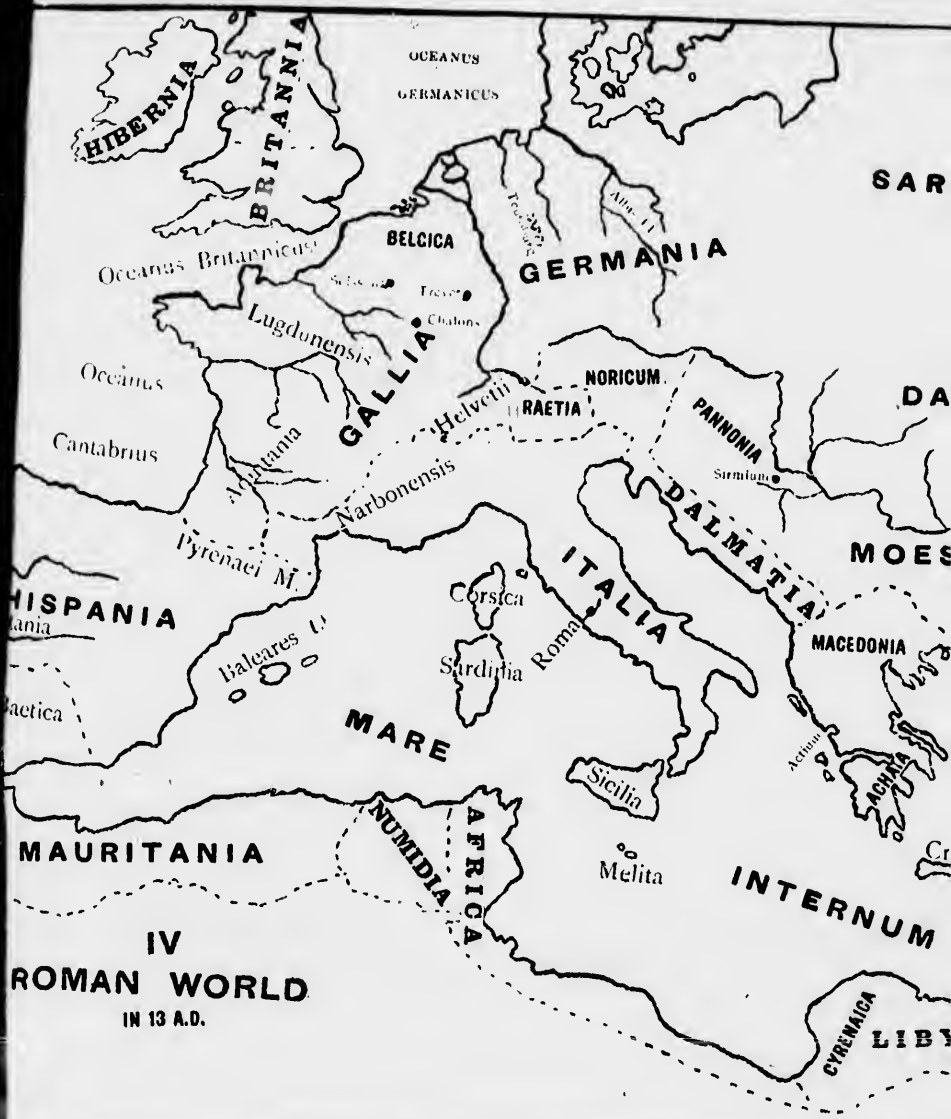 OCEANUS
GERMANICUS
HIBERNIA
BRITANNIA
SAR
BELCICA
GERMANIA
Oceanus Britannicus
Chalons
Lugdunensis
GALLIA
Oceanus
Cantabrius
Helvetii
RAETIA
NORICUM
DA
PANNONIA
Sirmium
Narbonensis
DALMATIA
Pyrenaei M.
ITALIA
MOES
HISPANIA
tania
Corsica
Roma
MACEDONIA
Baleares
Sardinia
Baetica
MARE
Actium
ACHAIA
Sicilia
NUMIDIA
AFRICA
MAURITANIA
Melita
Cr
INTERNUM
IV
ROMAN WORLD
IN 13 A.D.
CYRENAICA
LIBY